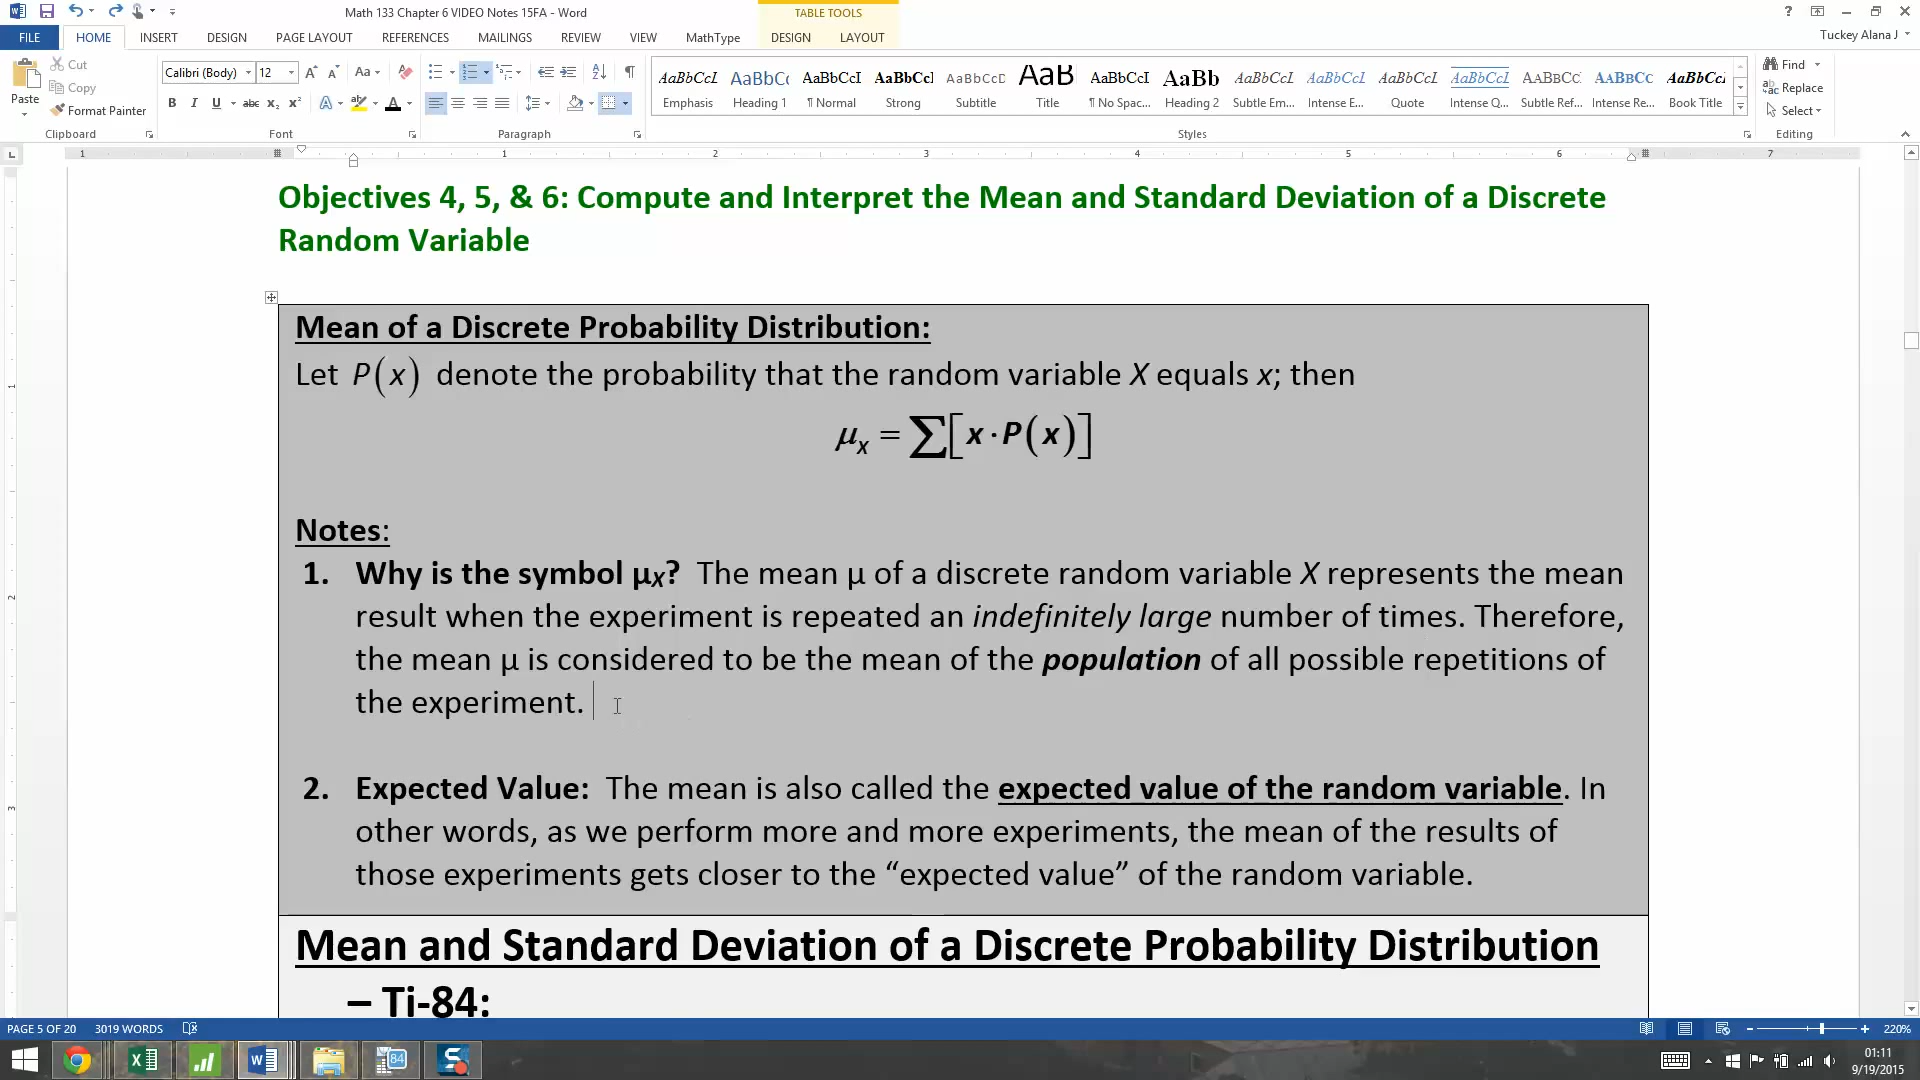 Math 133 Chapter 6 VIDEO Notes 15FA - Word
TABLE TOOLS
FILE HOME INSERT DESIGN PAGE LAYOUT REFERENCES MAILINGS REVIEW VIEW MathType DESIGN LAYOUT
Tuckey Alana J
Paste
Cut
Copy
Format Painter
Calibri (Body) 12
AaBbCcI AaBbC AaBbCcI AaBbCcI AaBbCcD AaB AaBbCcI AaBb AaBbCcI AaBbCcI AaBbCcI AaBbCcI AABBCC AABBCC AaBbCcI
Emphasis Heading 1 ¶ Normal Strong Subtitle Title ¶ No Spac... Heading 2 Subtle Em... Intense E... Quote Intense Q... Subtle Ref... Intense Re... Book Title
Find
Replace
Select
Clipboard Font Paragraph Styles Editing
1 1 2 3 4 5 6 7
Objectives 4, 5, & 6: Compute and Interpret the Mean and Standard Deviation of a Discrete
Random Variable
Mean of a Discrete Probability Distribution:
Let P(x) denote the probability that the random variable X equals x; then
μx = ∑[x · P(x)]
Notes:
1. Why is the symbol μX? The mean μ of a discrete random variable X represents the mean
result when the experiment is repeated an indefinitely large number of times. Therefore,
the mean μ is considered to be the mean of the population of all possible repetitions of
the experiment.
2. Expected Value: The mean is also called the expected value of the random variable. In
other words, as we perform more and more experiments, the mean of the results of
those experiments gets closer to the “expected value” of the random variable.
Mean and Standard Deviation of a Discrete Probability Distribution
– Ti-84:
PAGE 5 OF 20 3019 WORDS 220%
01:11
9/19/2015